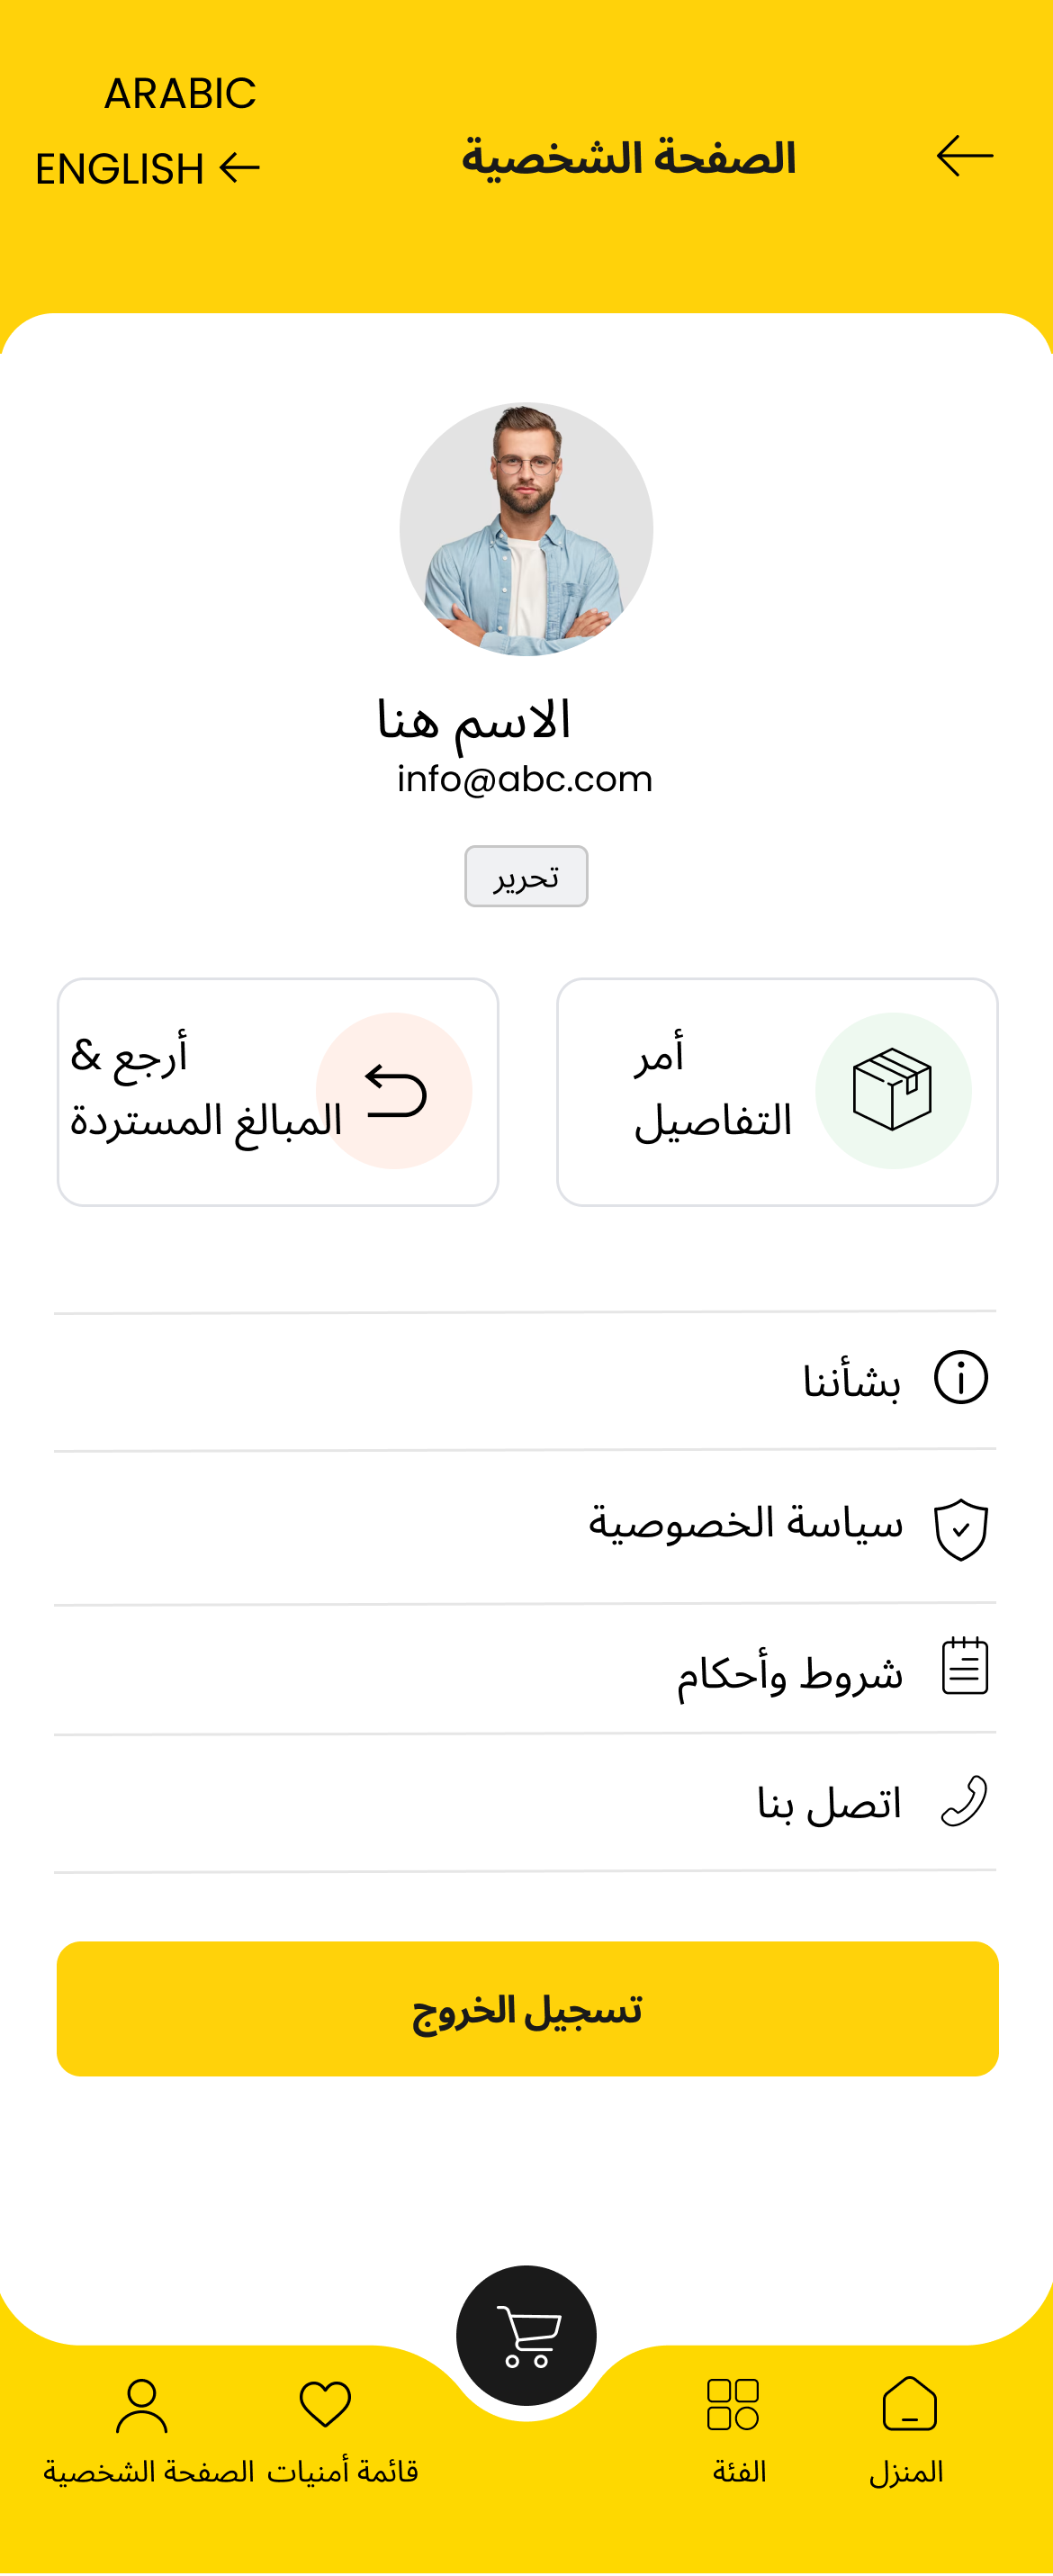 ARABIC
ENGLISH
الصفحة الشخصية
الاسم هنا
info@abc.com
تحرير
أمر
التفاصيل
أرجع &
المبالغ المستردة
بشأننا
سياسة الخصوصية
شروط وأحكام
اتصل بنا
تسجيل الخروج
المنزل
الفئة
قائمة أمنيات
الصفحة الشخصية